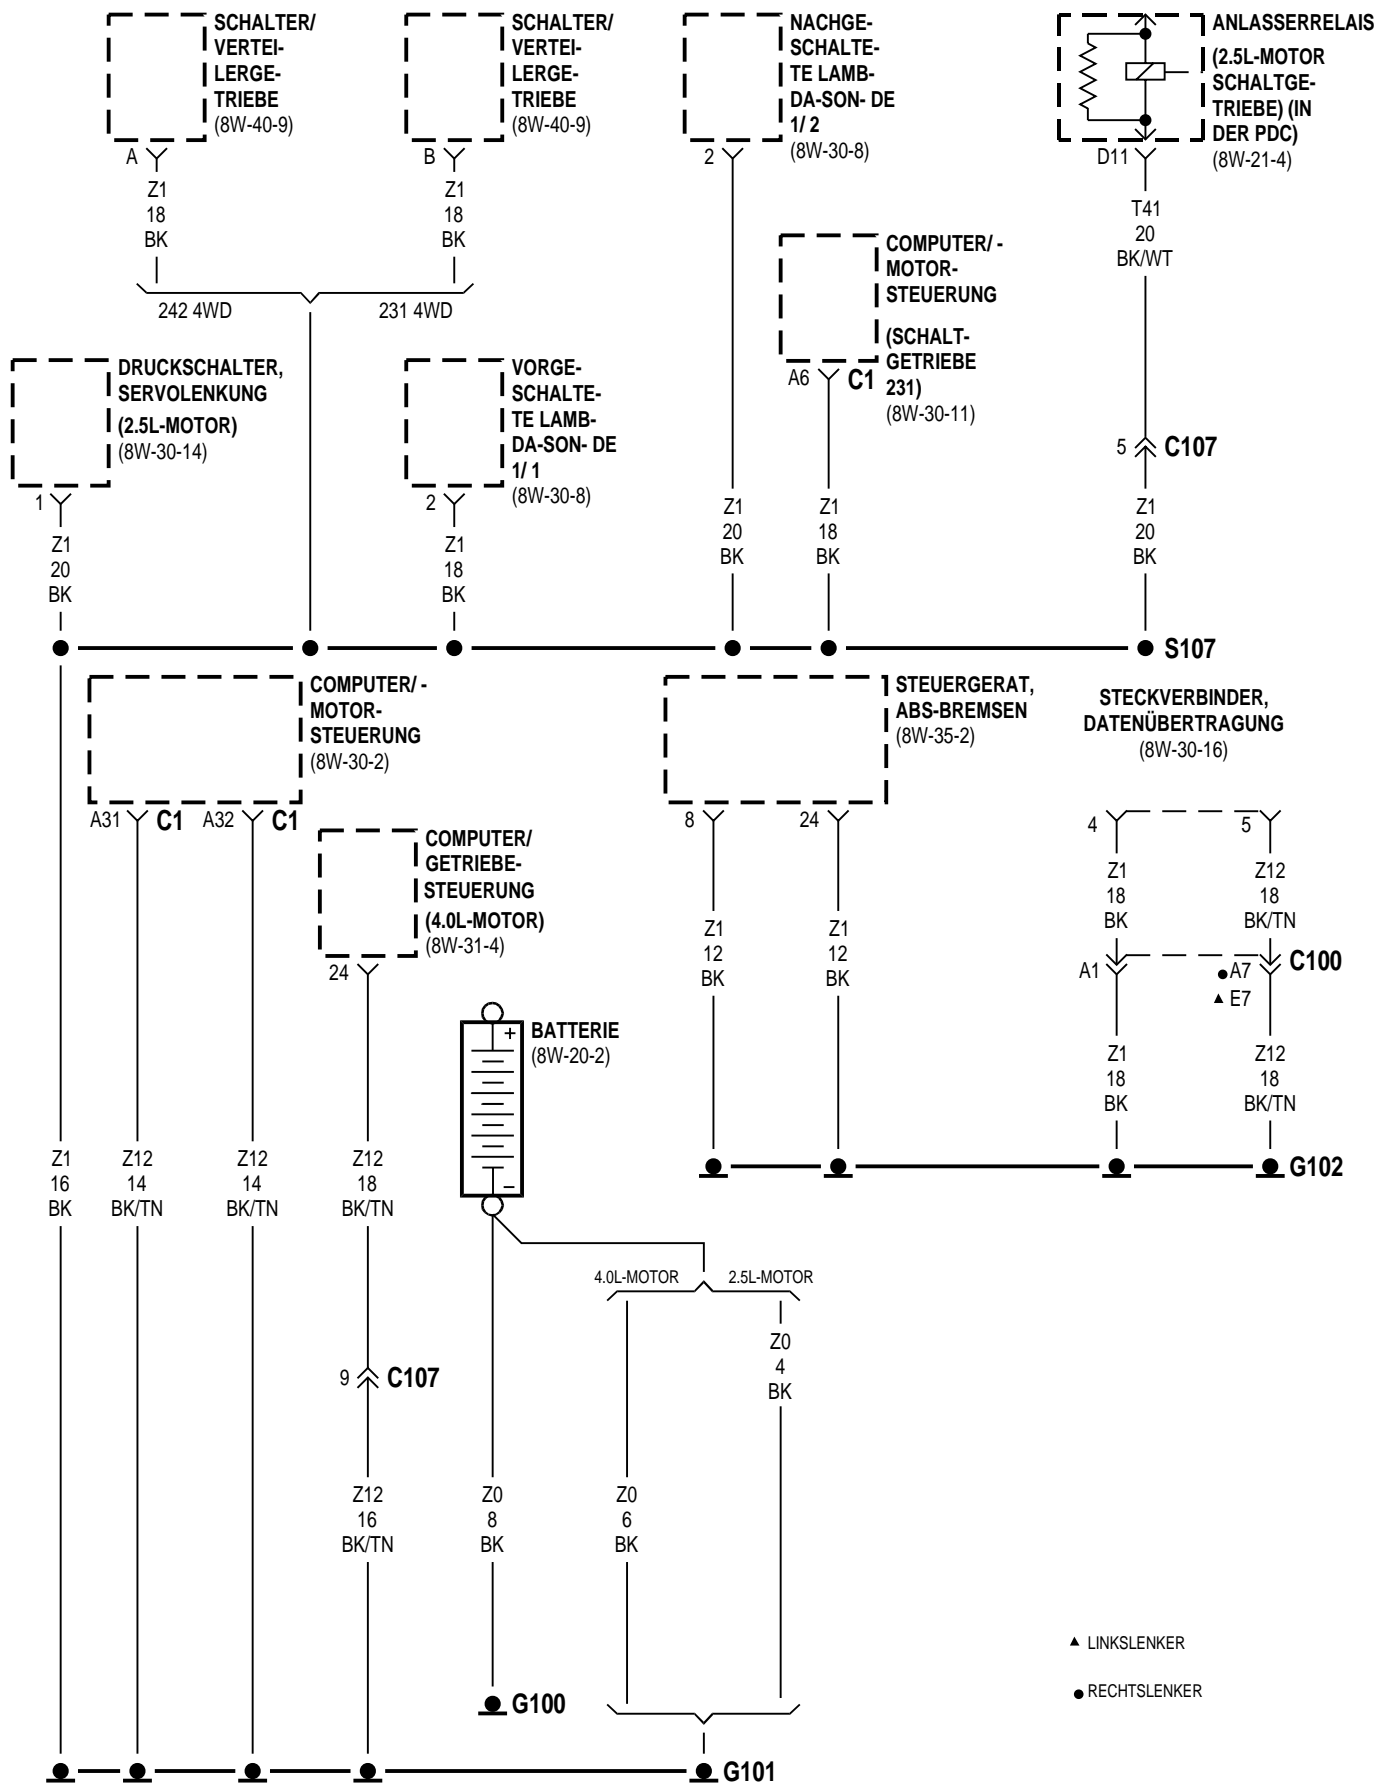 SCHALTER/
VERTEI-
LERGE-
TRIEBE
(8W-40-9)
A
Z1
18
BK
242 4WD
SCHALTER/
VERTEI-
LERGE-
TRIEBE
(8W-40-9)
B
Z1
18
BK
231 4WD
NACHGE-
SCHALTE-
TE LAMB-
DA-SON- DE
1/ 2
(8W-30-8)
2
Z1
20
BK
ANLASSERRELAIS
(2.5L-MOTOR
SCHALTGE-
TRIEBE) (IN
DER PDC)
(8W-21-4)
D11
T41
20
BK/WT
5
C107
Z1
20
BK
COMPUTER/ -
MOTOR-
STEUERUNG
(SCHALT-
GETRIEBE
231)
(8W-30-11)
A6
C1
Z1
18
BK
DRUCKSCHALTER,
SERVOLENKUNG
(2.5L-MOTOR)
(8W-30-14)
1
Z1
20
BK
VORGE-
SCHALTE-
TE LAMB-
DA-SON- DE
1/ 1
(8W-30-8)
2
Z1
18
BK
S107
COMPUTER/ -
MOTOR-
STEUERUNG
(8W-30-2)
A31
C1
A32
C1
COMPUTER/
GETRIEBE-
STEUERUNG
(4.0L-MOTOR)
(8W-31-4)
24
STEUERGERAT,
ABS-BREMSEN
(8W-35-2)
8
24
Z1
12
BK
Z1
12
BK
STECKVERBINDER,
DATENÜBERTRAGUNG
(8W-30-16)
4
5
Z1
18
BK
Z12
18
BK/TN
A1
● A7
▲ E7
C100
Z1
18
BK
Z12
18
BK/TN
G102
BATTERIE
(8W-20-2)
+
–
Z1
16
BK
Z12
14
BK/TN
Z12
14
BK/TN
Z12
18
BK/TN
9
C107
Z12
16
BK/TN
4.0L-MOTOR
2.5L-MOTOR
Z0
4
BK
Z0
8
BK
Z0
6
BK
G100
G101
▲ LINKSLENKER
● RECHTSLENKER